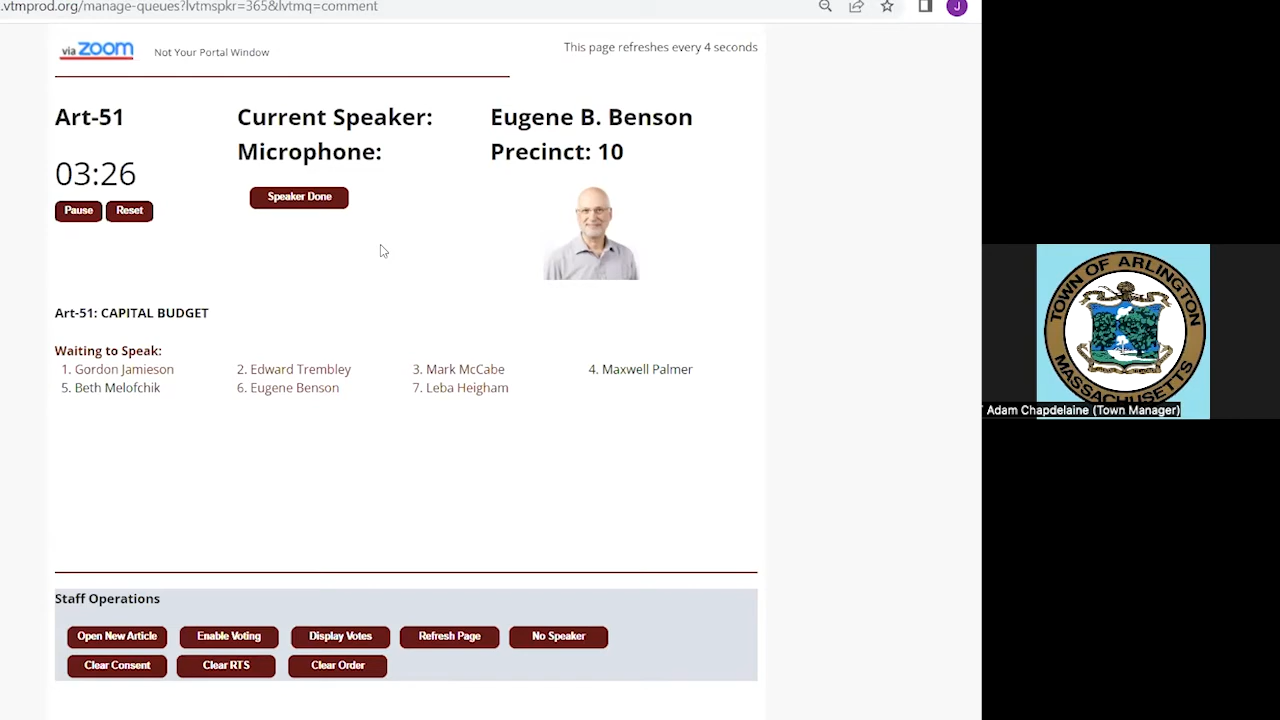 .vtmprod.org/manage-queues?lvtmspkr=365&lvtmq=comment
J
via zoom
Not Your Portal Window
This page refreshes every 4 seconds
Art-51
Current Speaker:
Eugene B. Benson
Microphone:
Precinct: 10
03:26
Pause
Reset
Speaker Done
Art-51: CAPITAL BUDGET
Waiting to Speak:
1. Gordon Jamieson
2. Edward Trembley
3. Mark McCabe
4. Maxwell Palmer
5. Beth Melofchik
6. Eugene Benson
7. Leba Heigham
TOWN OF ARLINGTON
MASSACHUSETTS
Adam Chapdelaine (Town Manager)
Staff Operations
Open New Article
Enable Voting
Display Votes
Refresh Page
No Speaker
Clear Consent
Clear RTS
Clear Order